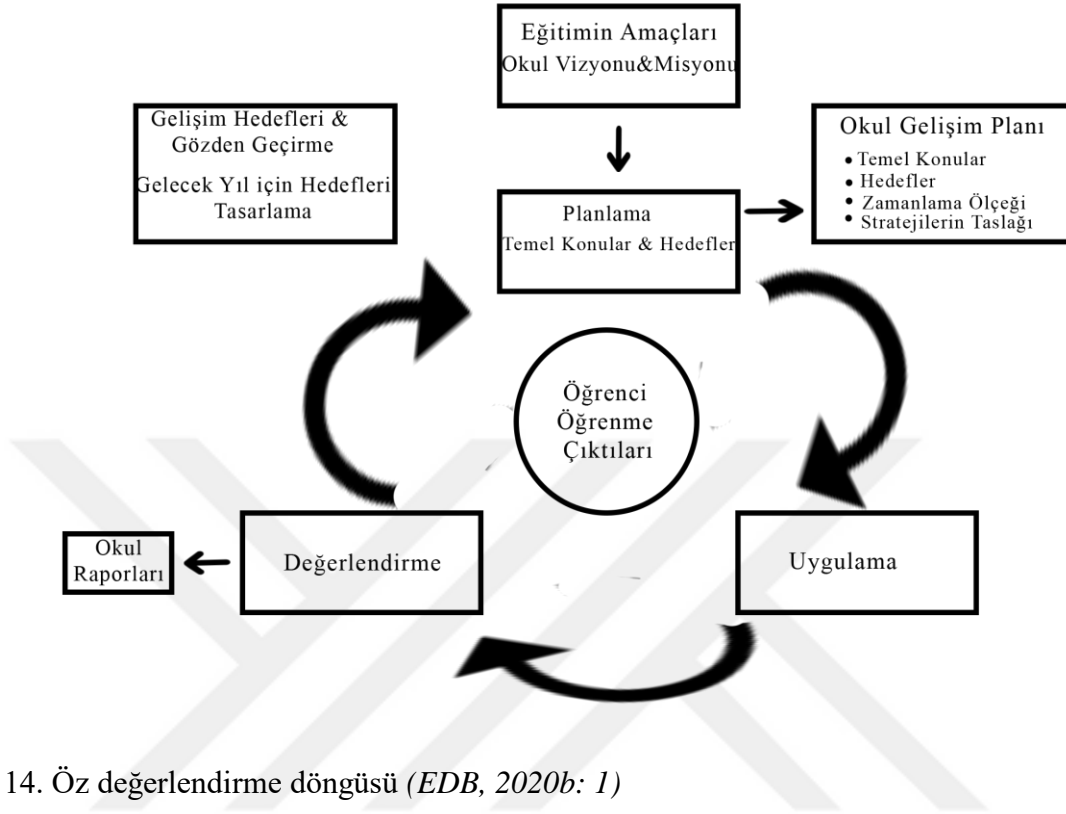 Eğitimin Amaçları
Okul Vizyonu&Misyonu
Gelişim Hedefleri &
Gözden Geçirme
Gelecek Yıl için Hedefleri
Tasarlama
Planlama
Temel Konular & Hedefler
Okul Gelişim Planı
• Temel Konular
• Hedefler
• Zamanlama Ölçeği
• Stratejilerin Taslağı
Öğrenci
Öğrenme
Çıktıları
Okul
Raporları
Değerlendirme
Uygulama
14. Öz değerlendirme döngüsü (EDB, 2020b: 1)